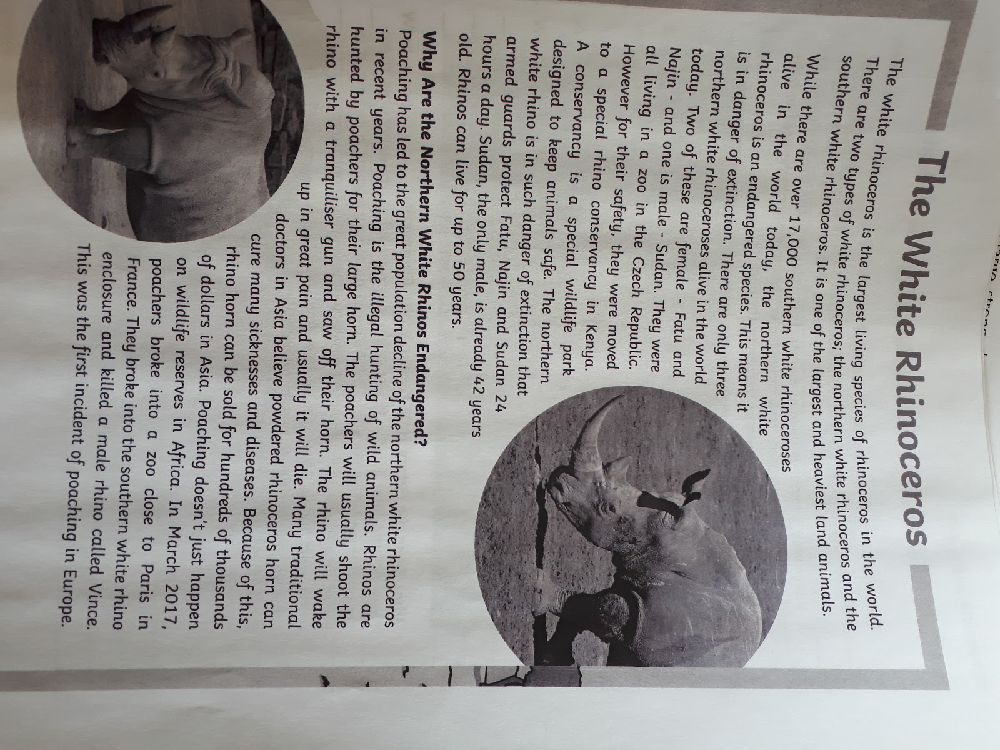 The White Rhinoceros
The white rhinoceros is the largest living species of rhinoceros in the world.
There are two types of white rhinoceros; the northern white rhinoceros and the
southern white rhinoceros. It is one of the largest and heaviest land animals.
While there are over 17,000 southern white rhinoceroses
alive in the world today, the northern white
rhinoceros is an endangered species. This means it
is in danger of extinction. There are only three
northern white rhinoceroses alive in the world
today. Two of these are female - Fatu and
Najin - and one is male - Sudan. They were
all living in a zoo in the Czech Republic.
However for their safety, they were moved
to a special rhino conservancy in Kenya.
A conservancy is a special wildlife park
designed to keep animals safe. The northern
white rhino is in such danger of extinction that
armed guards protect Fatu, Najin and Sudan 24
hours a day. Sudan, the only male, is already 42 years
old. Rhinos can live for up to 50 years.
Why Are the Northern White Rhinos Endangered?
Poaching has led to the great population decline of the northern white rhinoceros
in recent years. Poaching is the illegal hunting of wild animals. Rhinos are
hunted by poachers for their large horn. The poachers will usually shoot the
rhino with a tranquiliser gun and saw off their horn. The rhino will wake
up in great pain and usually it will die. Many traditional
doctors in Asia believe powdered rhinoceros horn can
cure many sicknesses and diseases. Because of this,
rhino horn can be sold for hundreds of thousands
of dollars in Asia. Poaching doesn't just happen
on wildlife reserves in Africa. In March 2017,
poachers broke into a zoo close to Paris in
France. They broke into the southern white rhino
enclosure and killed a male rhino called Vince.
This was the first incident of poaching in Europe.